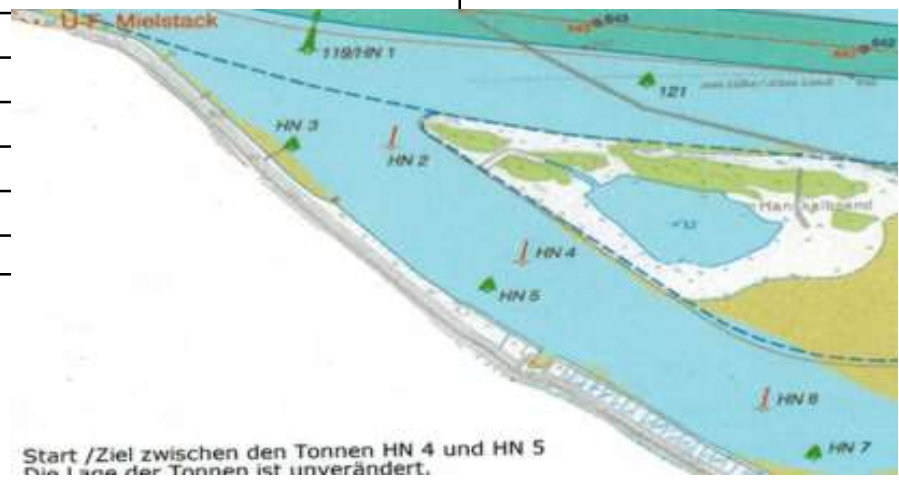 U-F. Mielstack
119/HN 1
121
HN 3
HN 2
HN 4
HN 5
HN 6
HN 7
Start /Ziel zwischen den Tonnen HN 4 und HN 5
Die Lage der Tonnen ist unverändert.